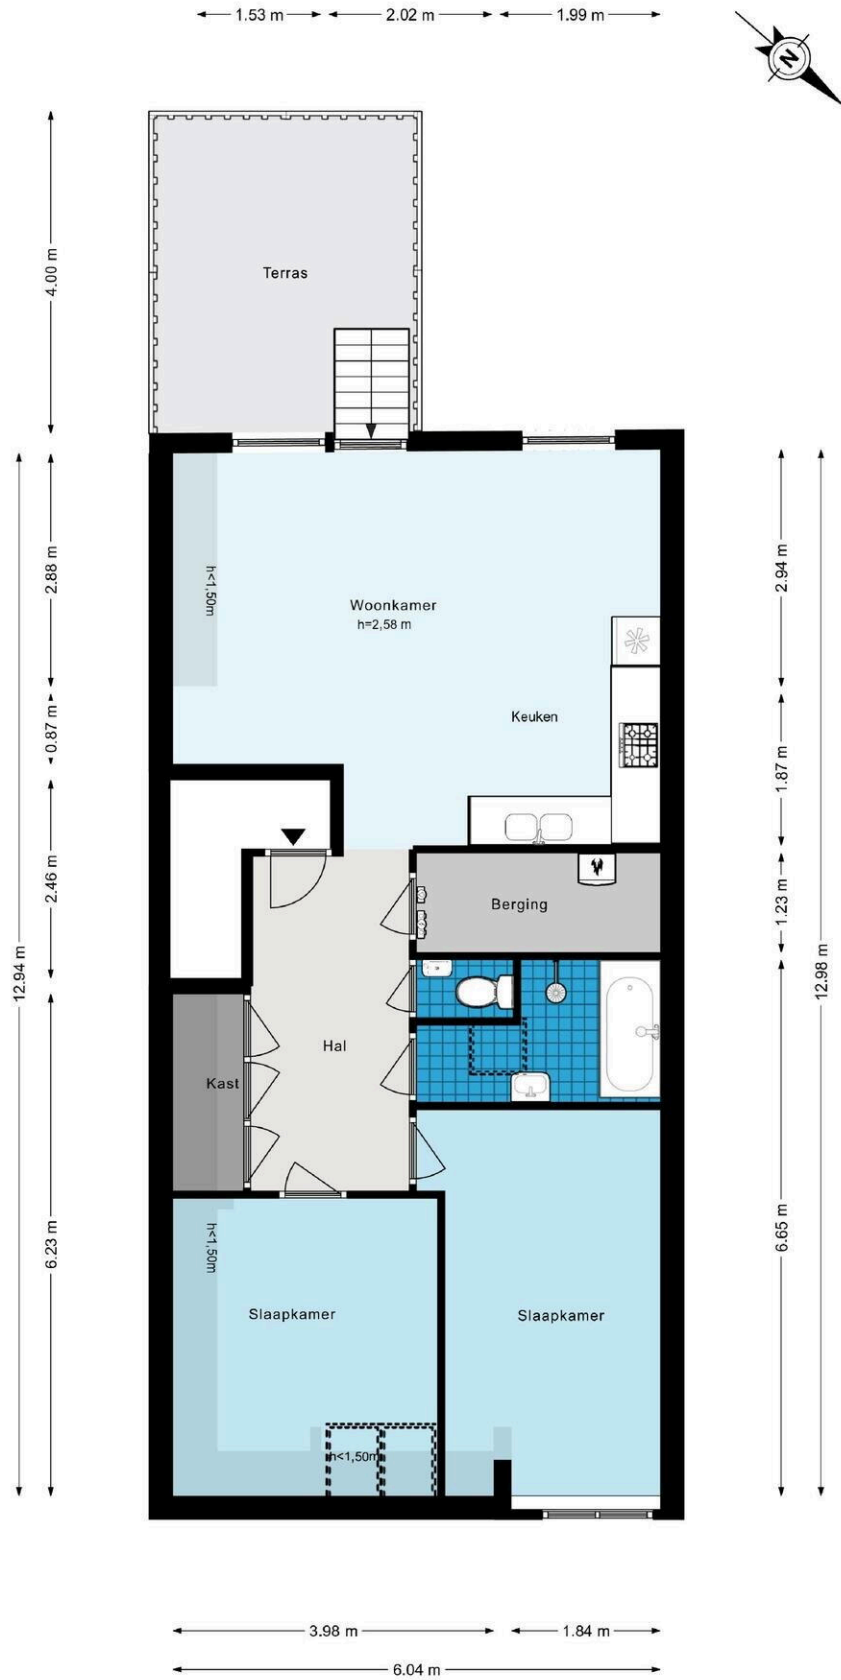 1.53 m
2.02 m
1.99 m
N
4.00 m
Terras
2.88 m
h<1,50m
Woonkamer
h=2,58 m
2.94 m
Keuken
0.87 m
1.87 m
2.46 m
Berging
1.23 m
12.94 m
12.98 m
Hal
Kast
6.23 m
h<1,50m
6.65 m
Slaapkamer
Slaapkamer
h<1,50m
3.98 m
1.84 m
6.04 m